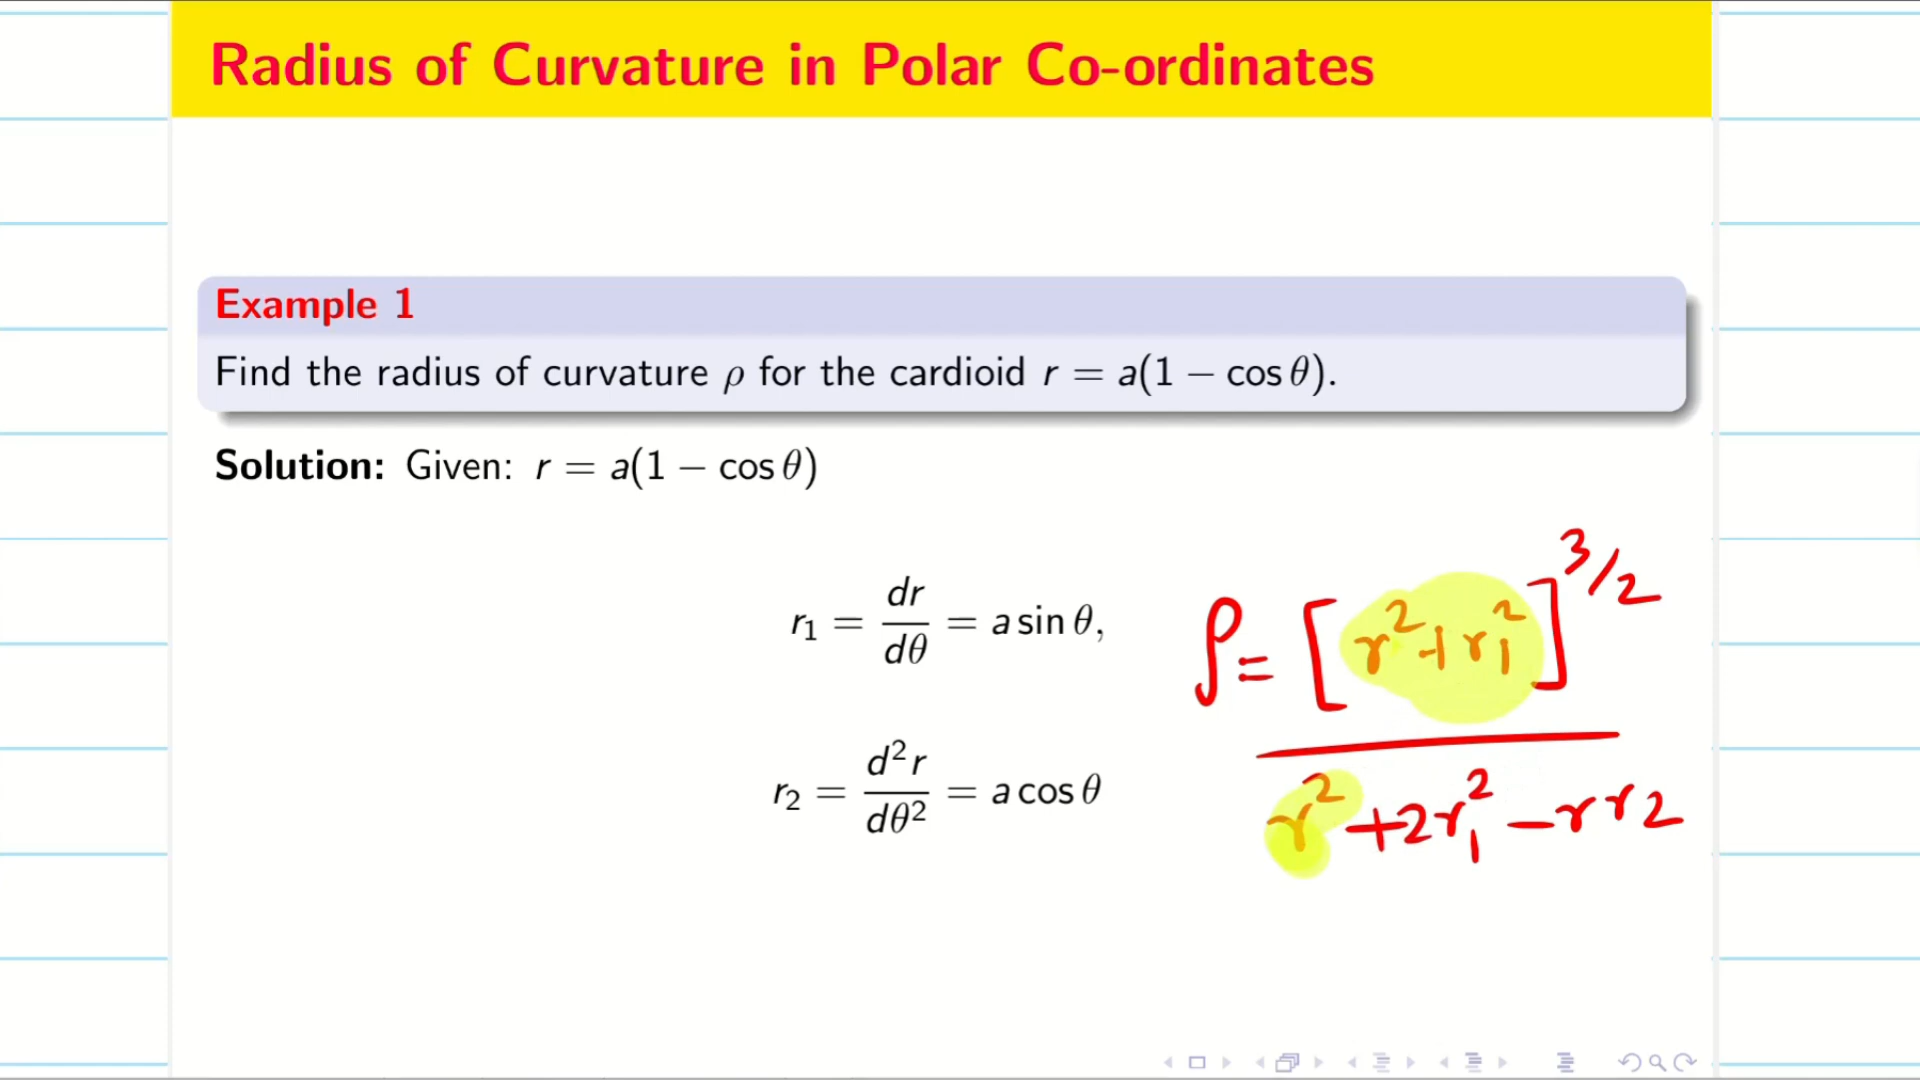 Radius of Curvature in Polar Co-ordinates
Example 1
Find the radius of curvature ρ for the cardioid r = a(1 − cos θ).
Solution: Given: r = a(1 − cos θ)
r₁ = dr/dθ = a sin θ,
r₂ = d²r/dθ² = a cos θ
ρ = [r² + r₁²]^3/2
r² + 2r₁² − r r₂